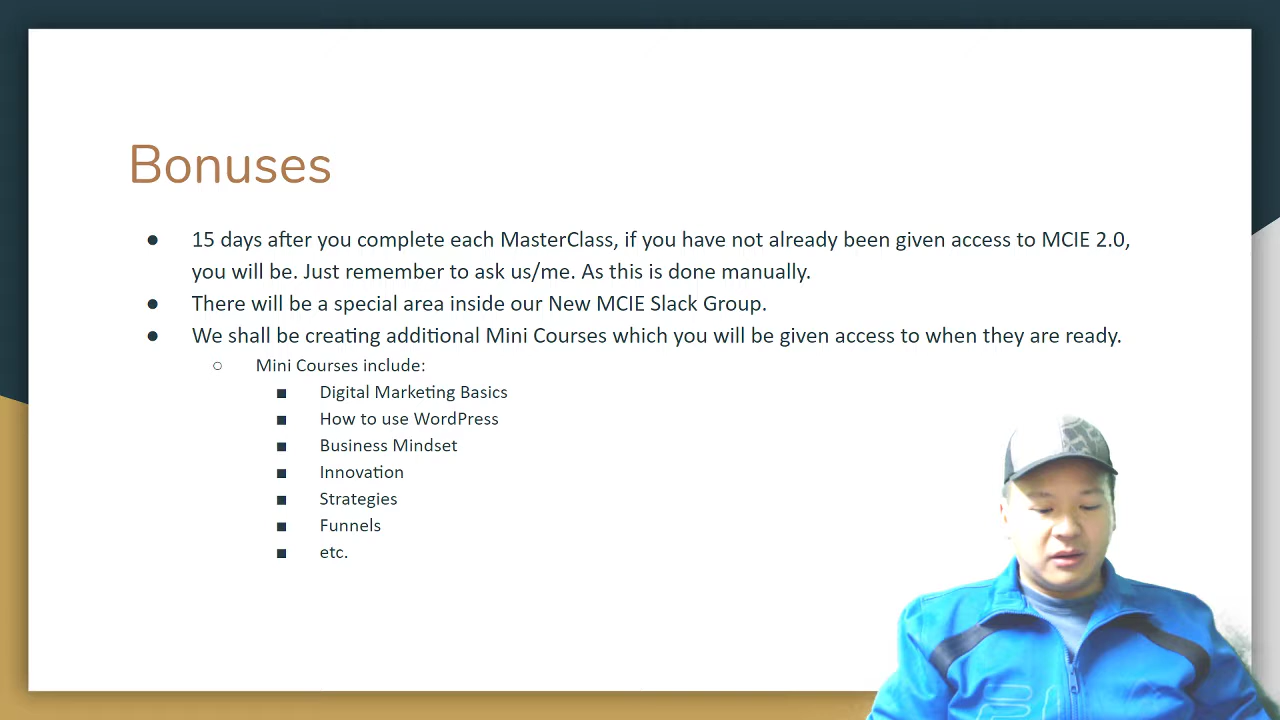 Bonuses
● 15 days after you complete each MasterClass, if you have not already been given access to MCIE 2.0,
you will be. Just remember to ask us/me. As this is done manually.
● There will be a special area inside our New MCIE Slack Group.
● We shall be creating additional Mini Courses which you will be given access to when they are ready.
○ Mini Courses include:
■ Digital Marketing Basics
■ How to use WordPress
■ Business Mindset
■ Innovation
■ Strategies
■ Funnels
■ etc.